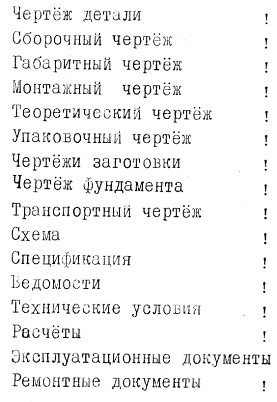 Чертёж детали !
Сборочный чертёж !
Габаритный чертёж !
Монтажный чертёж !
Теоретический чертёж !
Упаковочный чертёж !
Чертёжи заготовки !
Чертёж фундамента !
Транспортный чертёж !
Схема !
Спецификация !
Ведомости !
Технические условия !
Расчёты !
Эксплуатационные документы
Ремонтные документы !